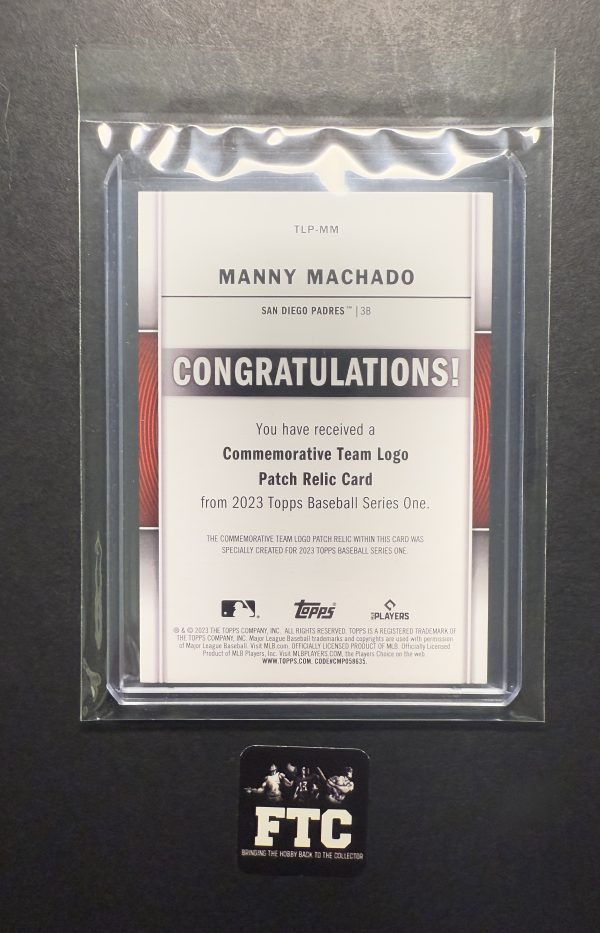 TLP-MM
MANNY MACHADO
SAN DIEGO PADRES™ | 3B
CONGRATULATIONS!
You have received a
Commemorative Team Logo
Patch Relic Card
from 2023 Topps Baseball Series One.
THE COMMEMORATIVE TEAM LOGO PATCH RELIC WITHIN THIS CARD WAS
SPECIALLY CREATED FOR 2023 TOPPS BASEBALL SERIES ONE.
Topps
MLB PLAYERS
® & © 2023 THE TOPPS COMPANY, INC. ALL RIGHTS RESERVED. TOPPS IS A REGISTERED TRADEMARK OF
THE TOPPS COMPANY, INC. Major League Baseball trademarks and copyrights are used with permission
of Major League Baseball. Visit MLB.com. OFFICIALLY LICENSED PRODUCT OF MLB. Officially Licensed
Product of MLB Players, Inc. Visit MLBPLAYERS.COM, the Players Choice on the web.
WWW.TOPPS.COM. CODE#CMP058635.
FTC
BRINGING THE HOBBY BACK TO THE COLLECTOR